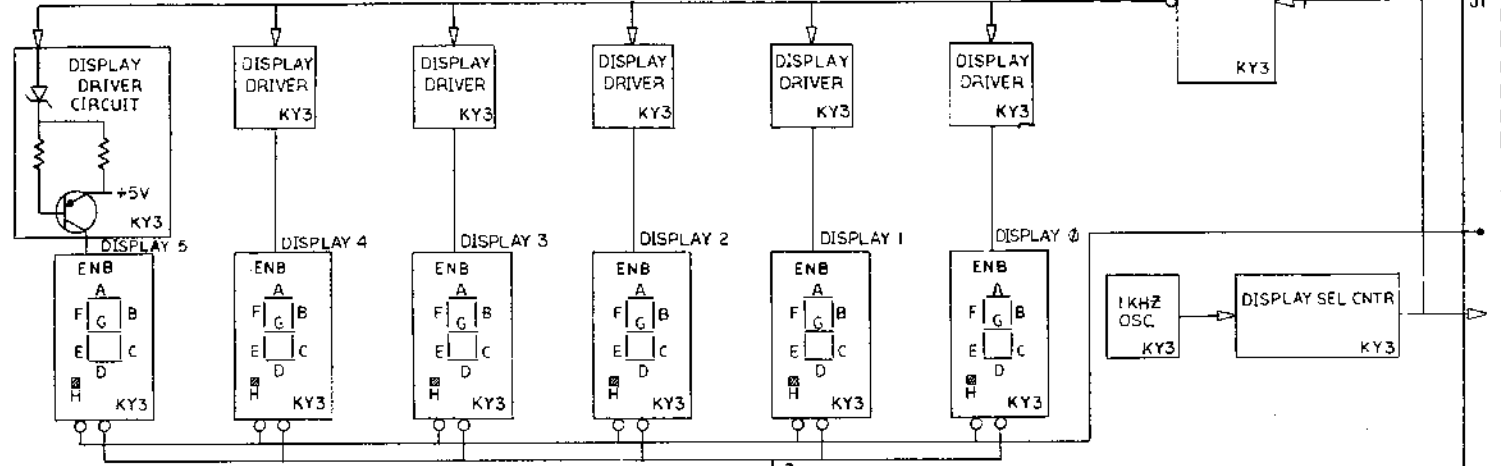 J1
KY3
DISPLAY
DRIVER
CIRCUIT
+5V
KY3
DISPLAY
DRIVER
KY3
DISPLAY
DRIVER
KY3
DISPLAY
DRIVER
KY3
DISPLAY
DRIVER
KY3
DISPLAY
DRIVER
KY3
DISPLAY 5
DISPLAY 4
DISPLAY 3
DISPLAY 2
DISPLAY 1
DISPLAY Ø
ENB
A
F G B
E C
D
H
KY3
ENB
A
F G B
E C
D
H
KY3
ENB
A
F G B
E C
D
H
KY3
ENB
A
F G B
E C
D
H
KY3
ENB
A
F G B
E C
D
H
KY3
ENB
A
F G B
E C
D
H
KY3
1KHZ
OSC
KY3
DISPLAY SEL CNTR
KY3